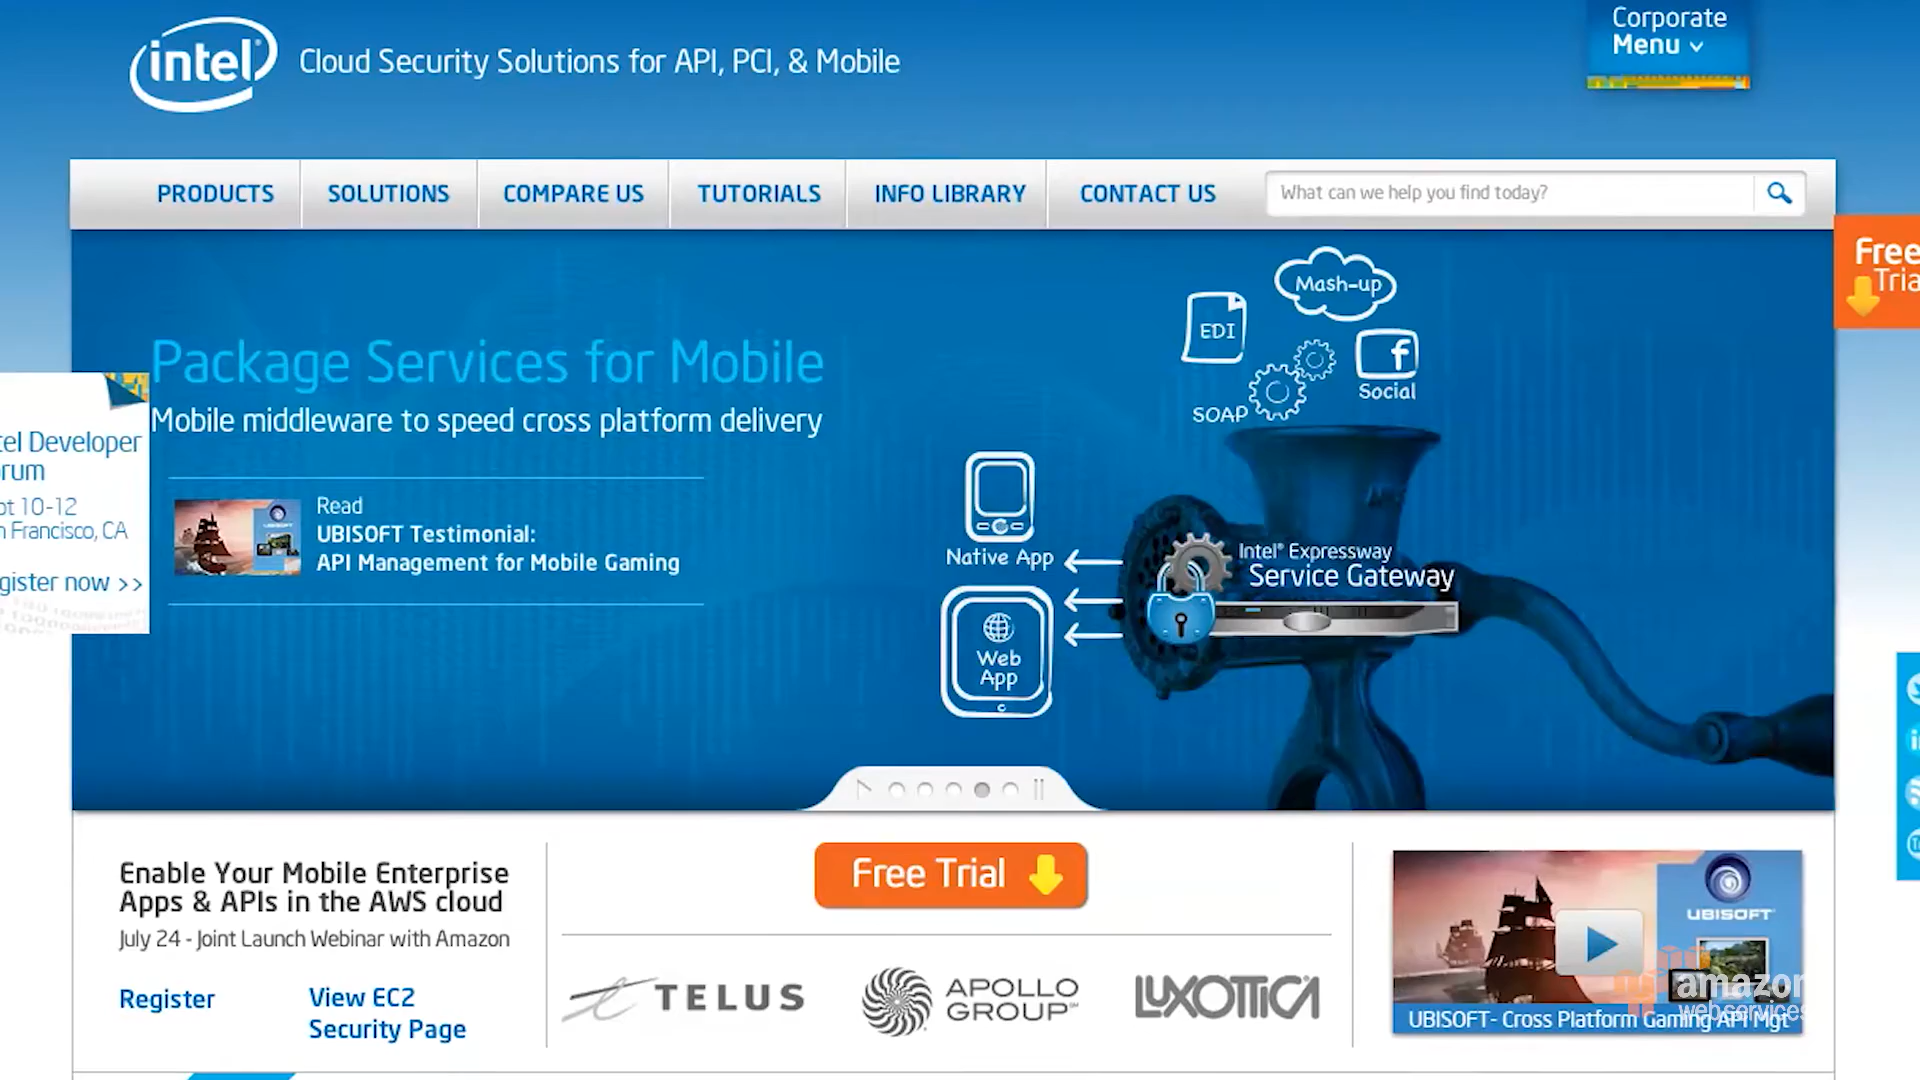 intel
Cloud Security Solutions for API, PCI, & Mobile
Corporate
Menu
PRODUCTS
SOLUTIONS
COMPARE US
TUTORIALS
INFO LIBRARY
CONTACT US
What can we help you find today?
Free
Tria
Package Services for Mobile
Mobile middleware to speed cross platform delivery
Read
UBISOFT Testimonial:
API Management for Mobile Gaming
tel Developer
rum
pt 10-12
n Francisco, CA
gister now >>
Mash-up
EDI
f
Social
SOAP
Native App
Web
App
Intel® Expressway
Service Gateway
Enable Your Mobile Enterprise
Apps & APIs in the AWS cloud
July 24 - Joint Launch Webinar with Amazon
Register
View EC2
Security Page
Free Trial
TELUS
APOLLO
GROUP
LUXOTTICA
UBISOFT
UBISOFT- Cross Platform Gaming API Mgt
amazon
webservices